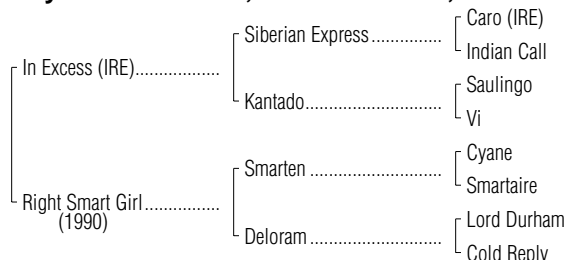 Caro (IRE)
Siberian Express..............
Indian Call
In Excess (IRE)..................
Saulingo
Kantado............................
Vi
Cyane
Smarten ...........................
Smartaire
Right Smart Girl................
(1990)
Lord Durham
Deloram...........................
Cold Reply